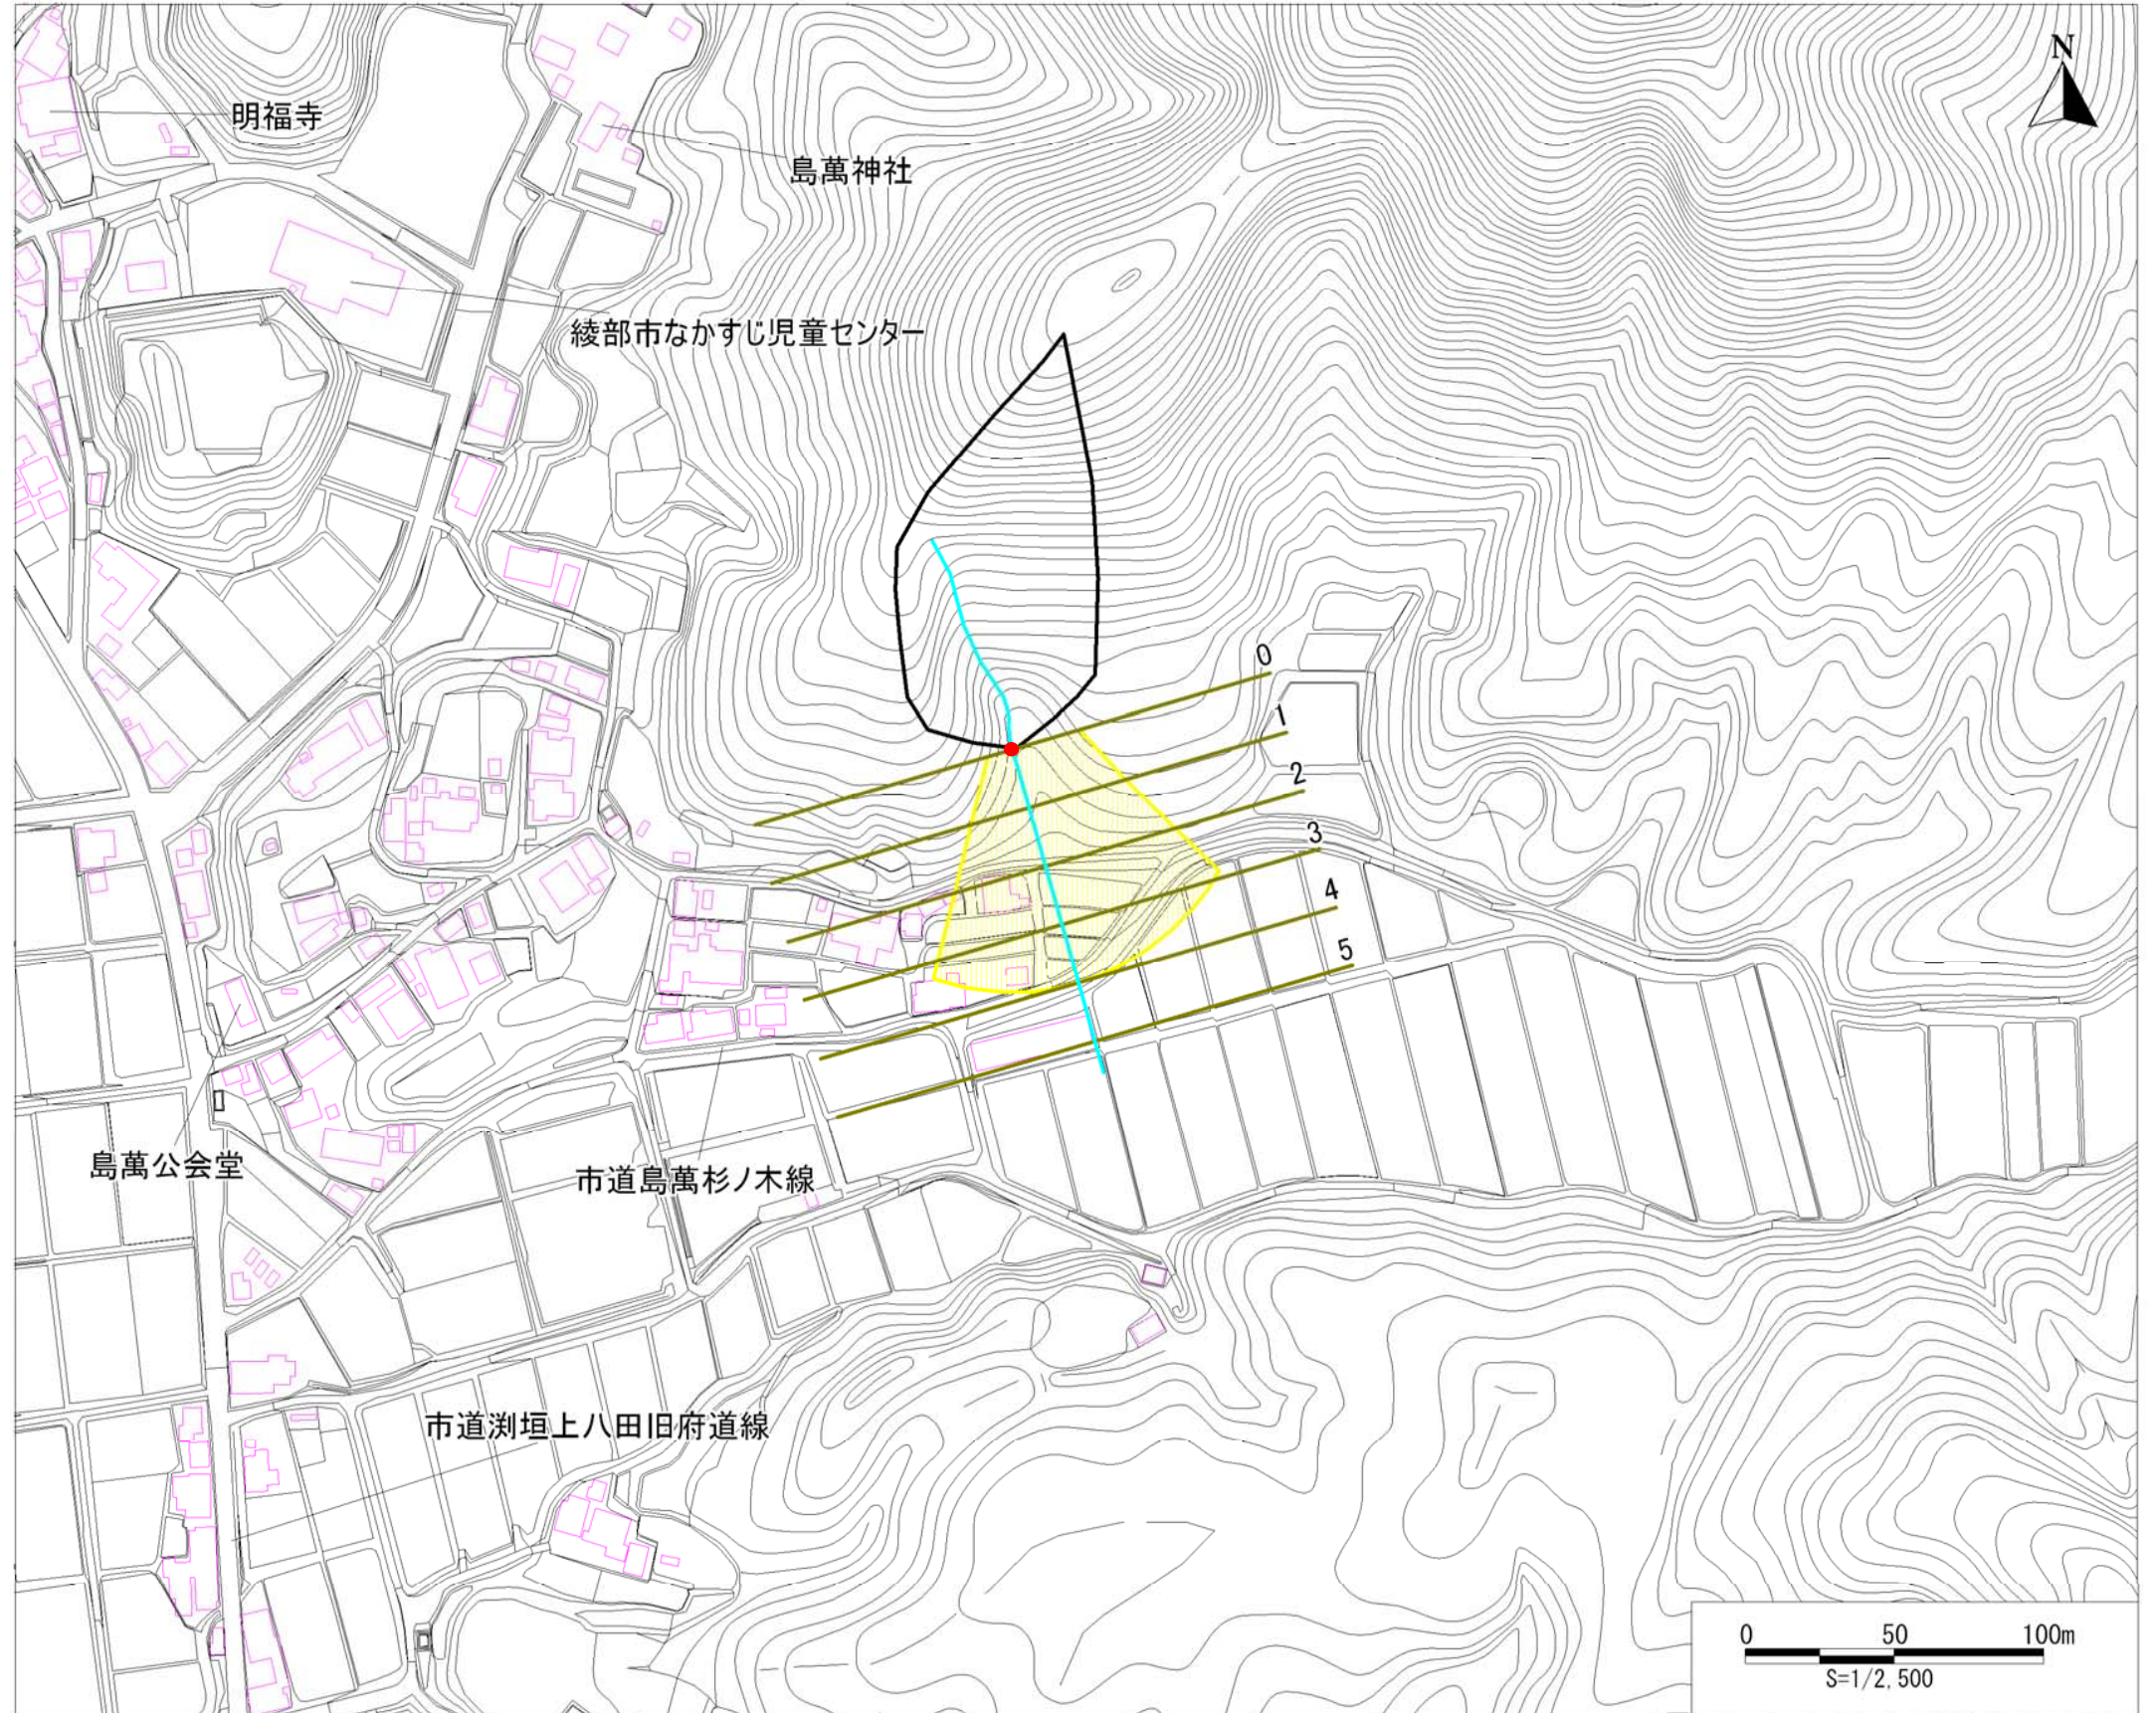 N
明福寺
島萬神社
綾部市なかすじ児童センター
0
1
2
3
4
5
島萬公会堂
市道島萬杉ノ木線
市道渕垣上八田旧府道線
0 50 100m
S=1/2,500